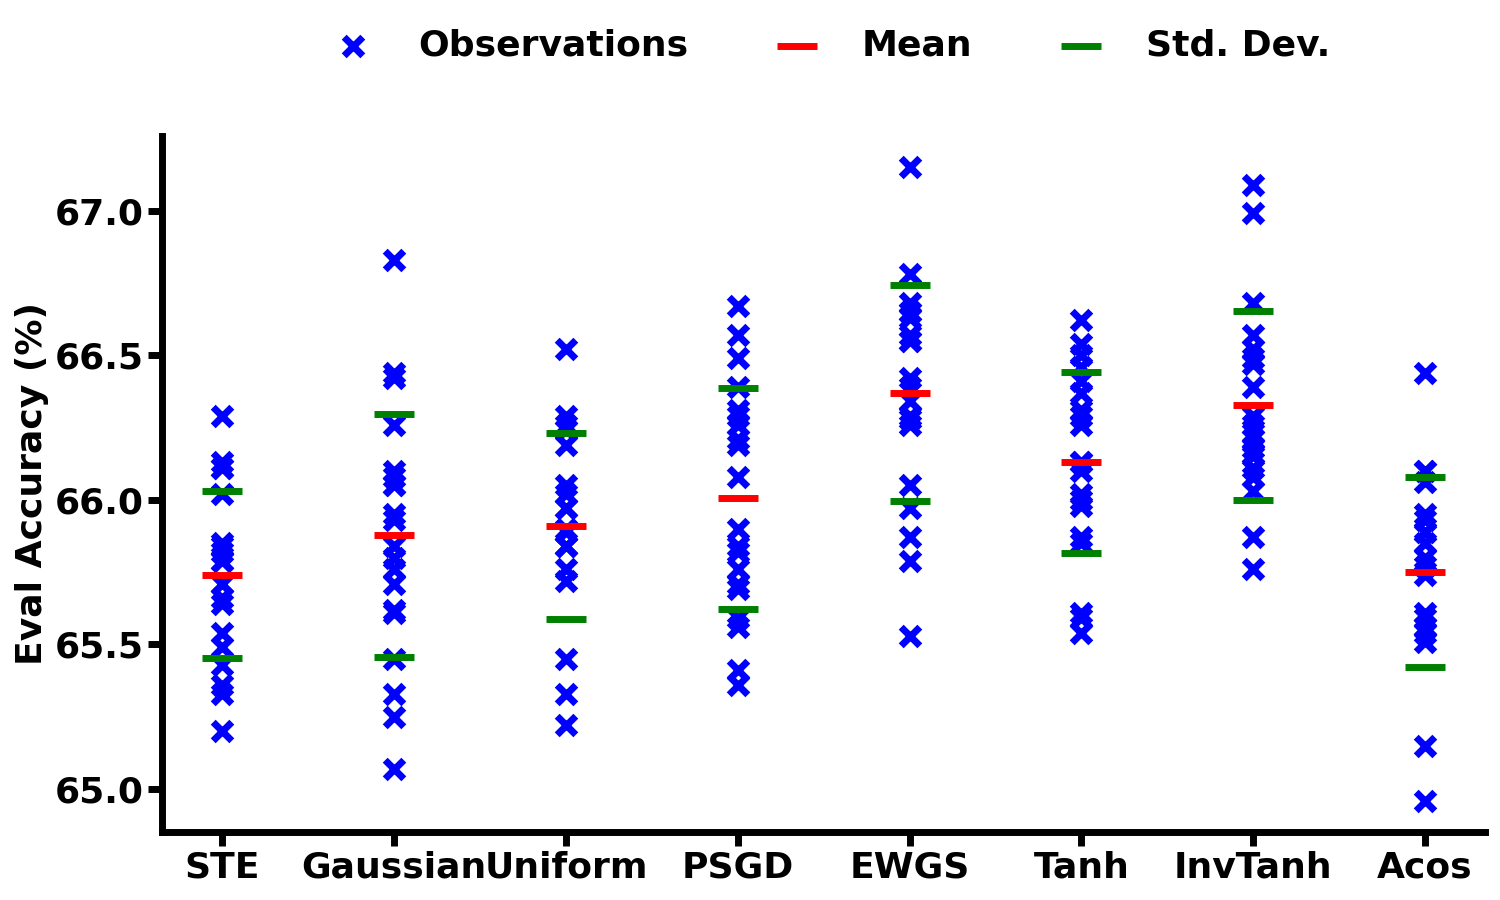 Observations Mean Std. Dev.
Eval Accuracy (%)
67.0
66.5
66.0
65.5
65.0
STE Gaussian Uniform PSGD EWGS Tanh InvTanh Acos